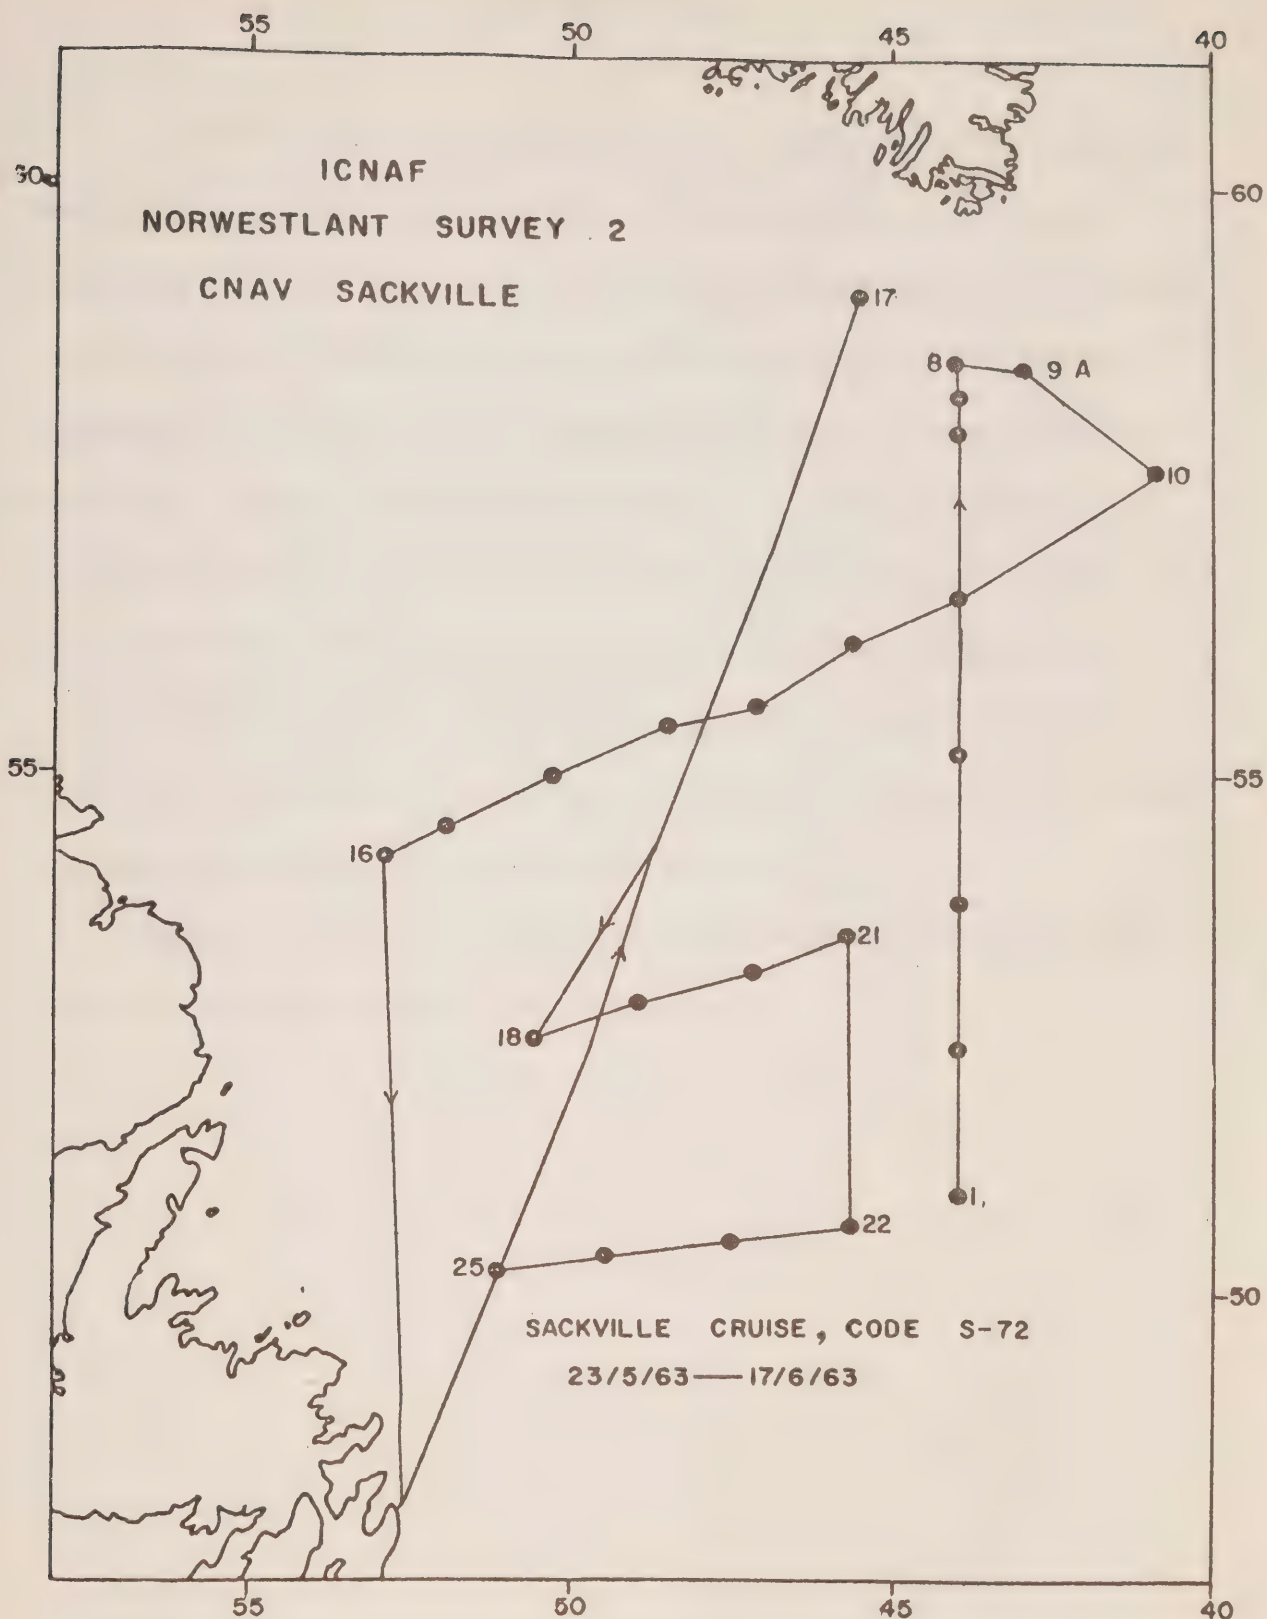 55 50 45 40
60 60
ICNAF
NORWESTLANT SURVEY 2
CNAV SACKVILLE
17
8 9 A
10
55 55
16
21
18
1
22
25
50
SACKVILLE CRUISE, CODE S-72
23/5/63—17/6/63
55 50 45 40